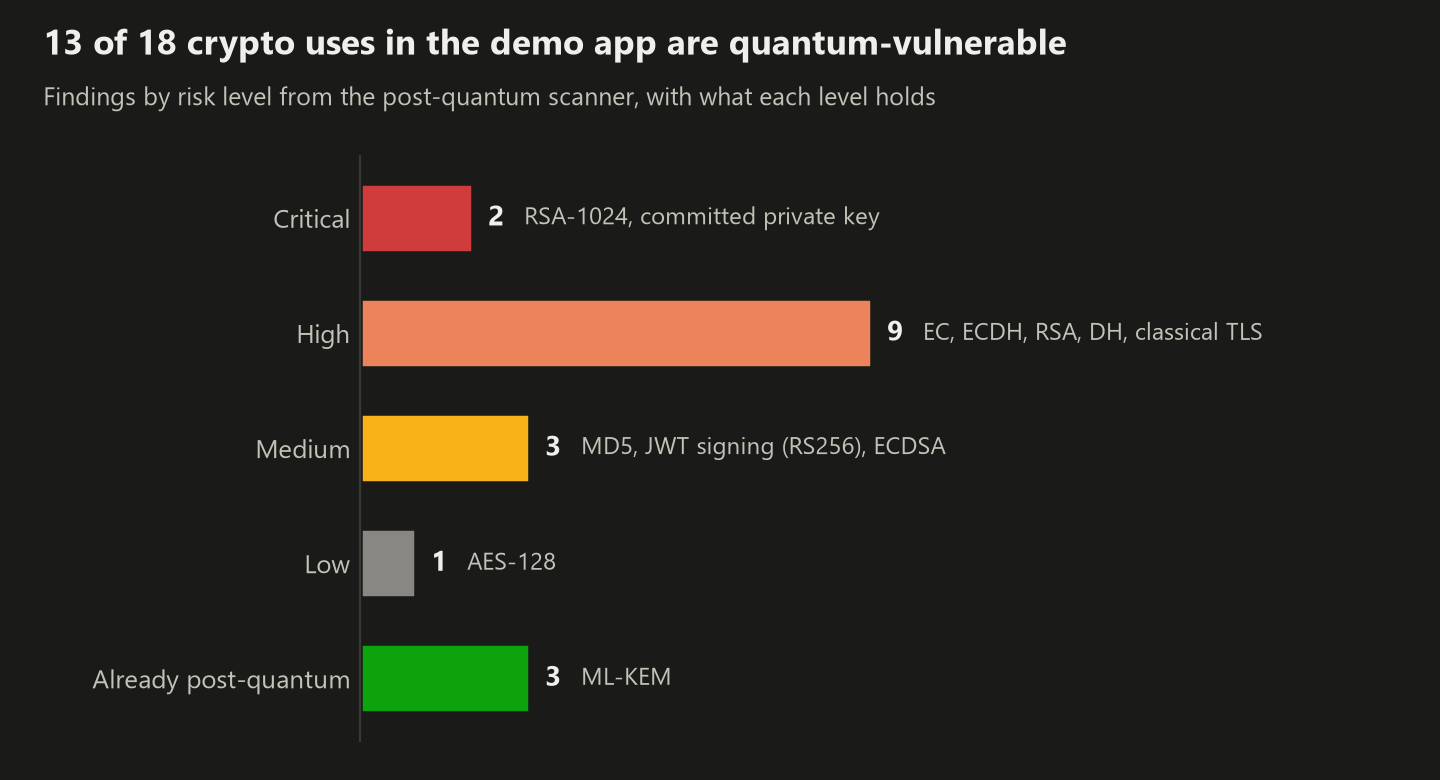 13 of 18 crypto uses in the demo app are quantum-vulnerable
Findings by risk level from the post-quantum scanner, with what each level holds
Critical 2 RSA-1024, committed private key
High 9 EC, ECDH, RSA, DH, classical TLS
Medium 3 MD5, JWT signing (RS256), ECDSA
Low 1 AES-128
Already post-quantum 3 ML-KEM